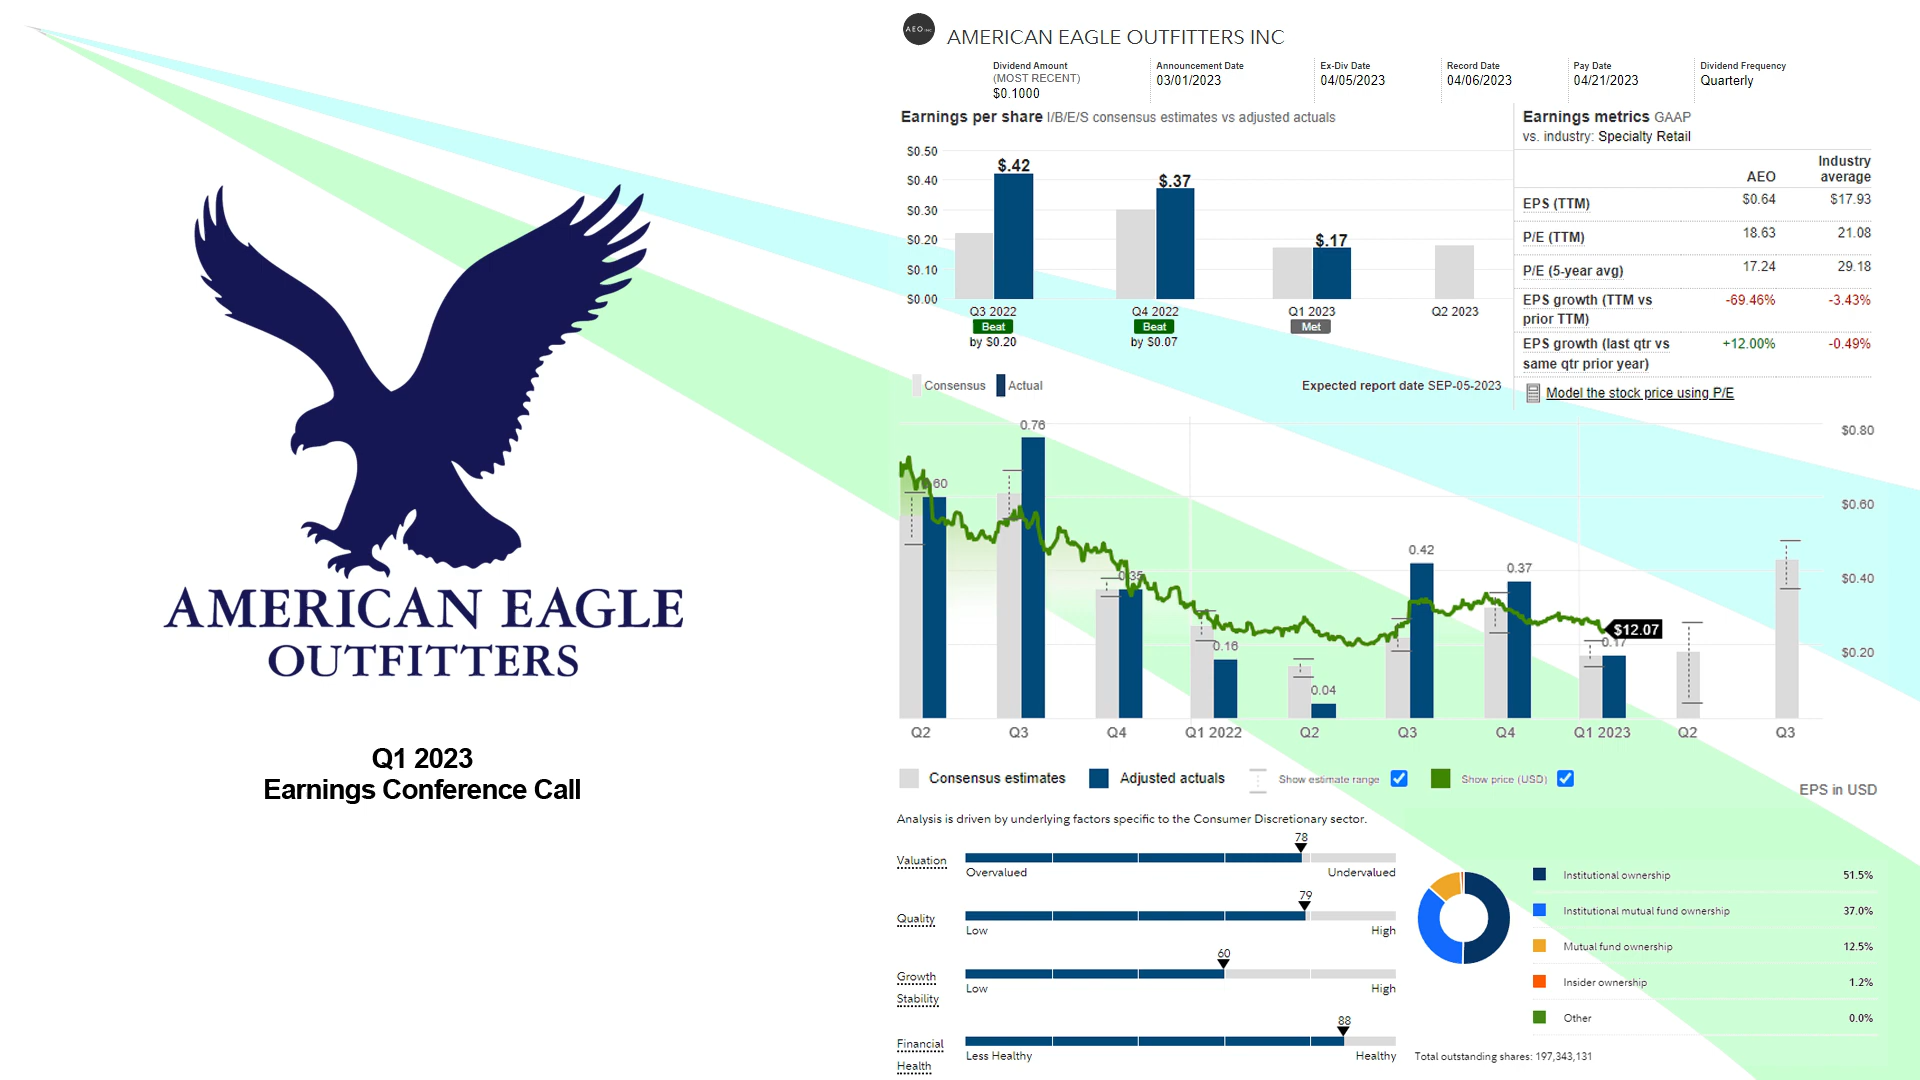 AMERICAN EAGLE
OUTFITTERS
Q1 2023
Earnings Conference Call
AEO INC
AMERICAN EAGLE OUTFITTERS INC
Dividend Amount
(MOST RECENT)
$0.1000
Announcement Date
03/01/2023
Ex-Div Date
04/05/2023
Record Date
04/06/2023
Pay Date
04/21/2023
Dividend Frequency
Quarterly
Earnings per share I/B/E/S consensus estimates vs adjusted actuals
$0.50
$0.40
$0.30
$0.20
$0.10
$0.00
$.42
$.37
$.17
Q3 2022
Beat
by $0.20
Q4 2022
Beat
by $0.07
Q1 2023
Met
Q2 2023
Consensus
Actual
Expected report date SEP-05-2023
Earnings metrics GAAP
vs. industry: Specialty Retail
AEO
Industry average
EPS (TTM) $0.64 $17.93
P/E (TTM) 18.63 21.08
P/E (5-year avg) 17.24 29.18
EPS growth (TTM vs prior TTM) -69.46% -3.43%
EPS growth (last qtr vs same qtr prior year) +12.00% -0.49%
Model the stock price using P/E
0.60
0.76
0.35
0.16
0.04
0.42
0.37
0.17
$12.07
$0.80
$0.60
$0.40
$0.20
Q2 Q3 Q4 Q1 2022 Q2 Q3 Q4 Q1 2023 Q2 Q3
Consensus estimates
Adjusted actuals
Show estimate range
Show price (USD)
EPS in USD
Analysis is driven by underlying factors specific to the Consumer Discretionary sector.
Valuation
78
Overvalued
Undervalued
Quality
79
Low
High
Growth
Stability
60
Low
High
Financial
Health
88
Less Healthy
Healthy
Institutional ownership 51.5%
Institutional mutual fund ownership 37.0%
Mutual fund ownership 12.5%
Insider ownership 1.2%
Other 0.0%
Total outstanding shares: 197,343,131